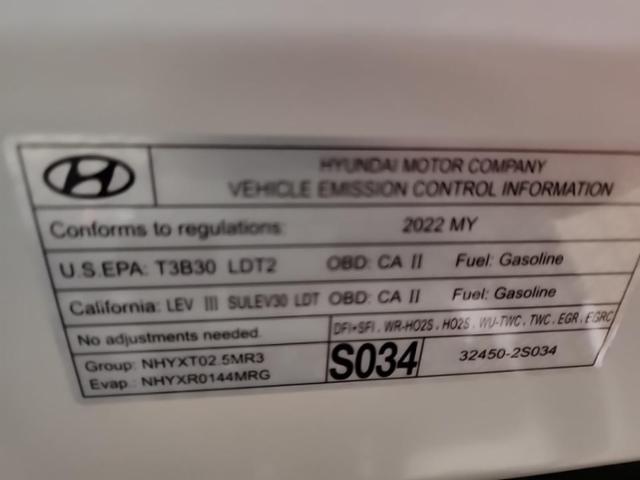 HYUNDAI MOTOR COMPANY
VEHICLE EMISSION CONTROL INFORMATION
Conforms to regulations: 2022 MY
U.S.EPA: T3B30 LDT2 OBD: CA II Fuel: Gasoline
California: LEV III SULEV30 LDT OBD: CA II Fuel: Gasoline
No adjustments needed. DFI+SFI, WR-HO2S, HO2S, WU-TWC, TWC, EGR, EGRC
Group: NHYXT02.5MR3 S034 32450-2S034
Evap.: NHYXR0144MRG